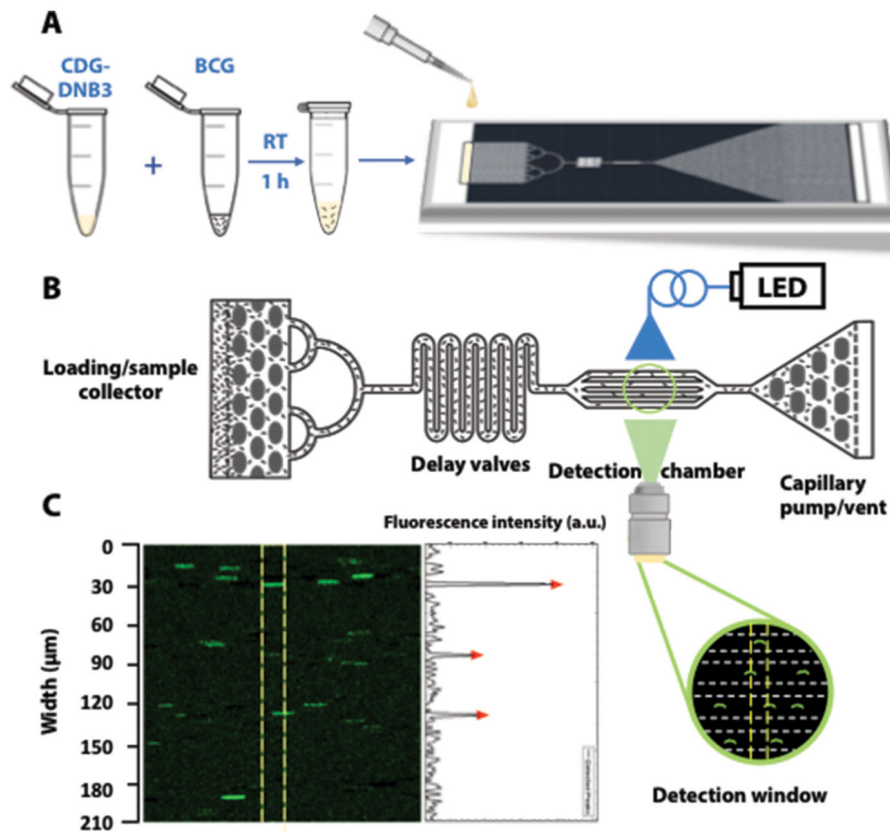 A
CDG-
DNB3
BCG
+
RT
1 h
B
LED
Loading/sample
collector
Delay valves
Detection chamber
Capillary
pump/vent
C
Fluorescence intensity (a.u.)
0
30
60
90
120
150
180
210
Width (µm)
Detection window